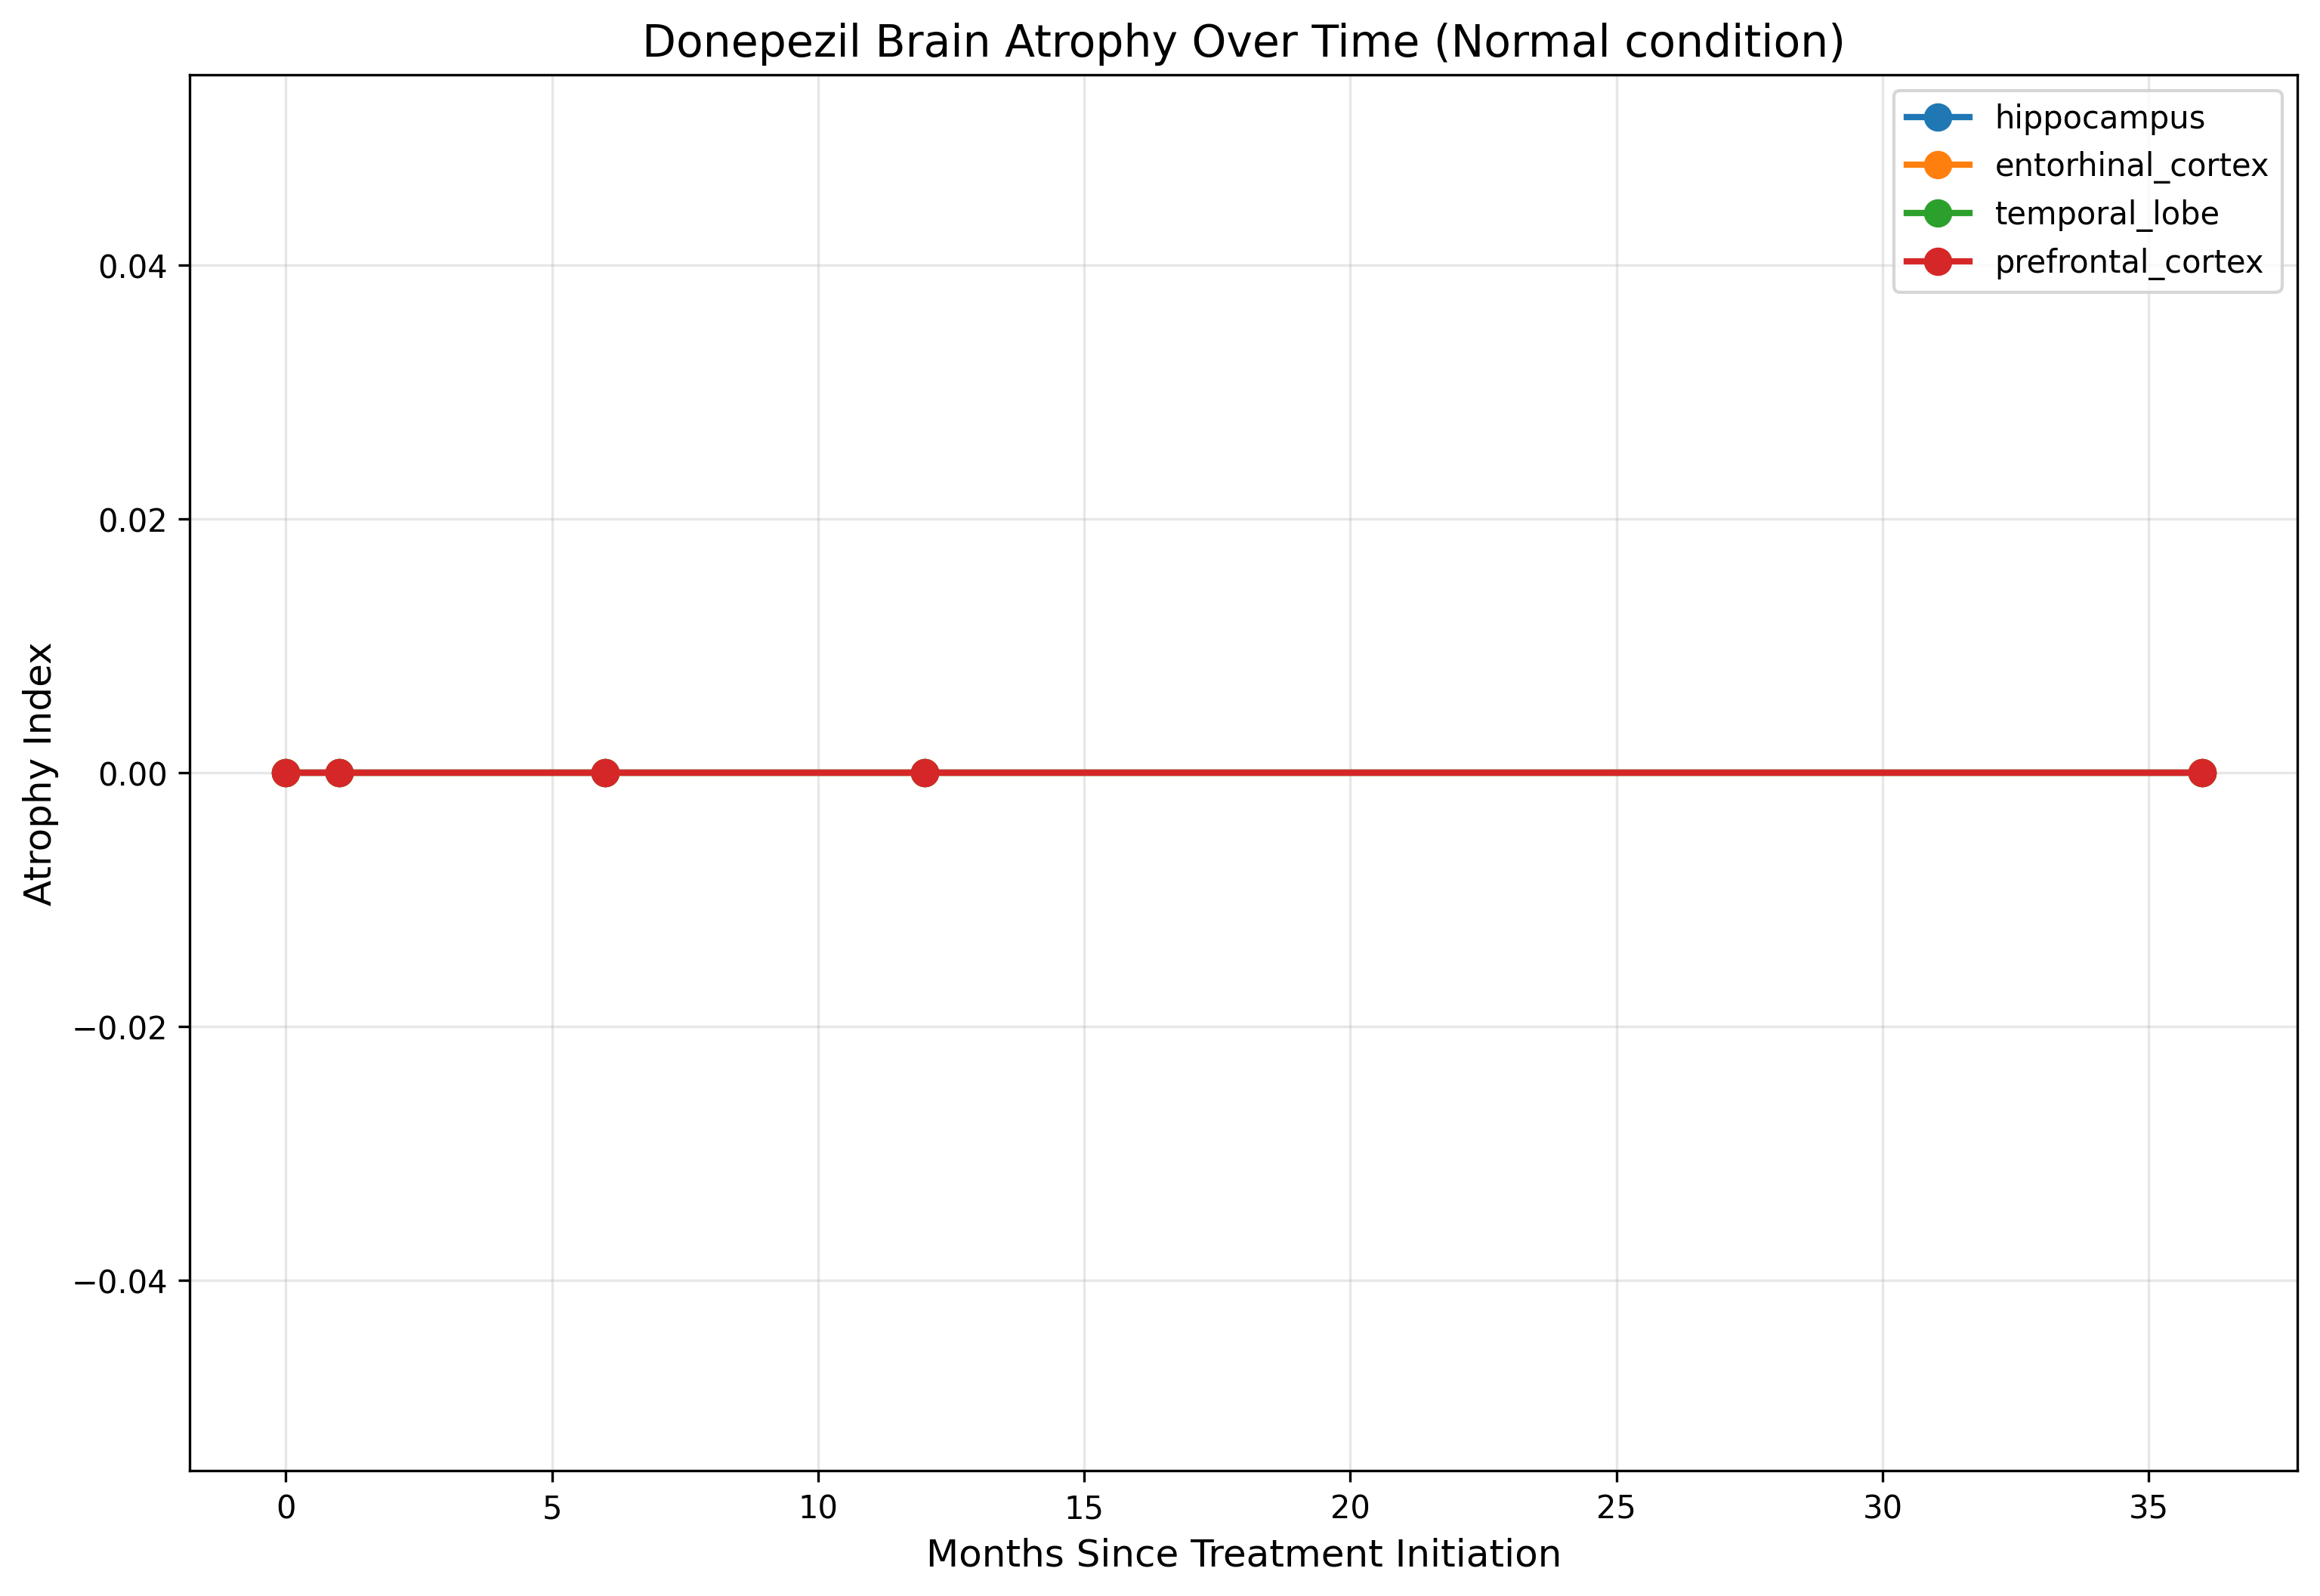 Donepezil Brain Atrophy Over Time (Normal condition)
hippocampus
entorhinal_cortex
temporal_lobe
prefrontal_cortex
Atrophy Index
0.04
0.02
0.00
−0.02
−0.04
0 5 10 15 20 25 30 35
Months Since Treatment Initiation